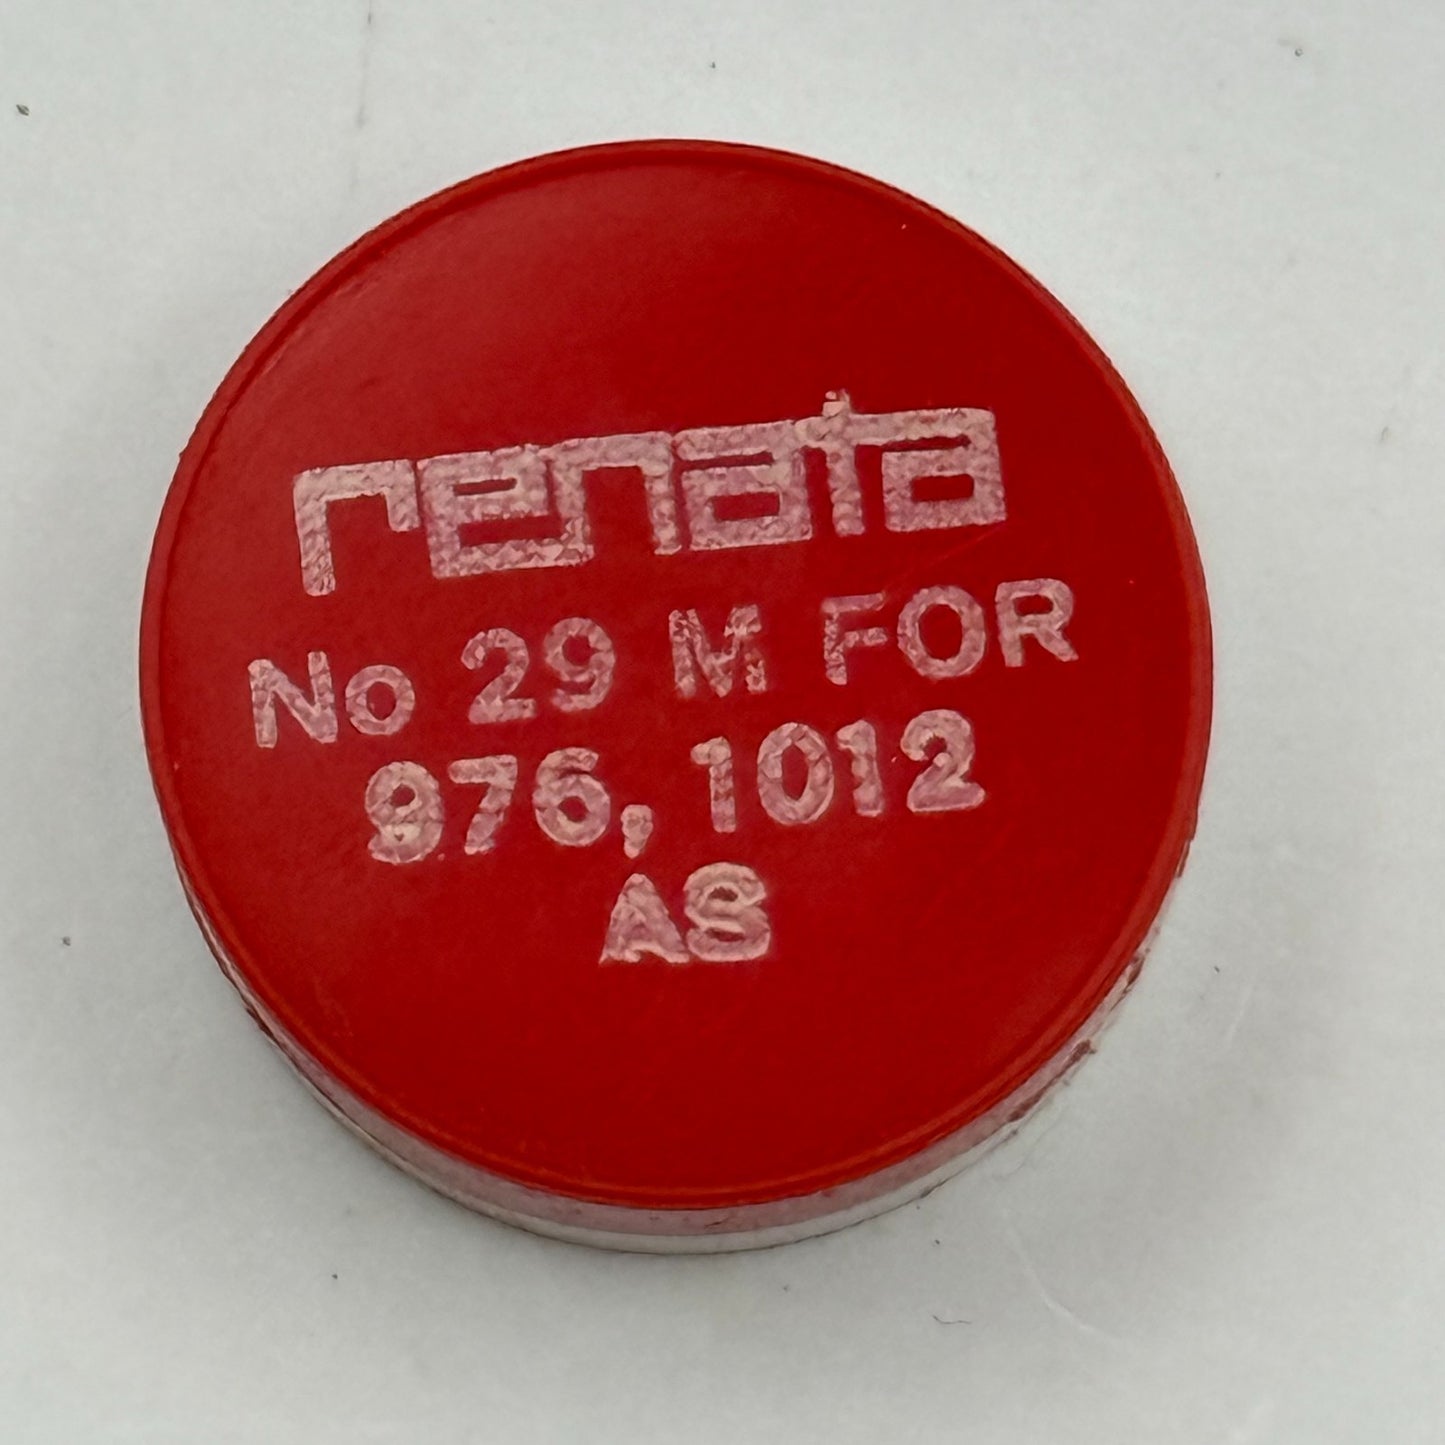 renata
No 29 M FOR
976, 1012
AS